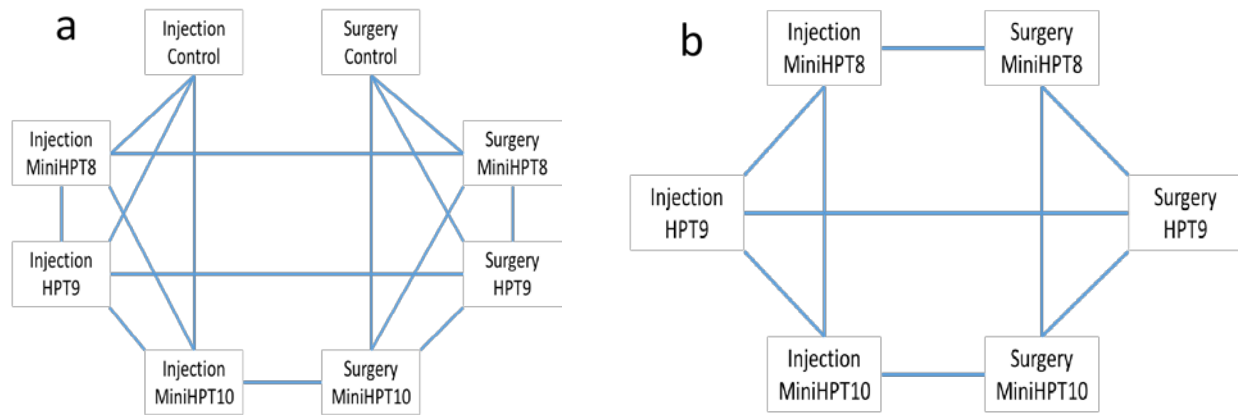 a
Injection
Control
Surgery
Control
Injection
MiniHPT8
Surgery
MiniHPT8
Injection
HPT9
Surgery
HPT9
Injection
MiniHPT10
Surgery
MiniHPT10
b
Injection
MiniHPT8
Surgery
MiniHPT8
Injection
HPT9
Surgery
HPT9
Injection
MiniHPT10
Surgery
MiniHPT10